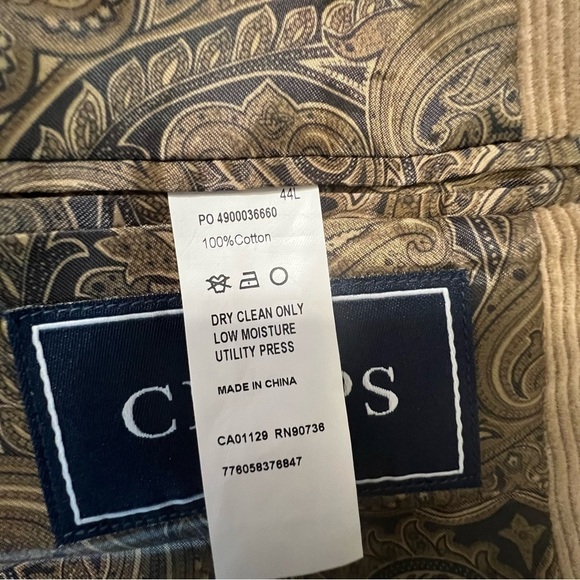 44L
PO 4900036660
100%Cotton
DRY CLEAN ONLY
LOW MOISTURE
UTILITY PRESS
MADE IN CHINA
CA01129 RN90736
776058376847